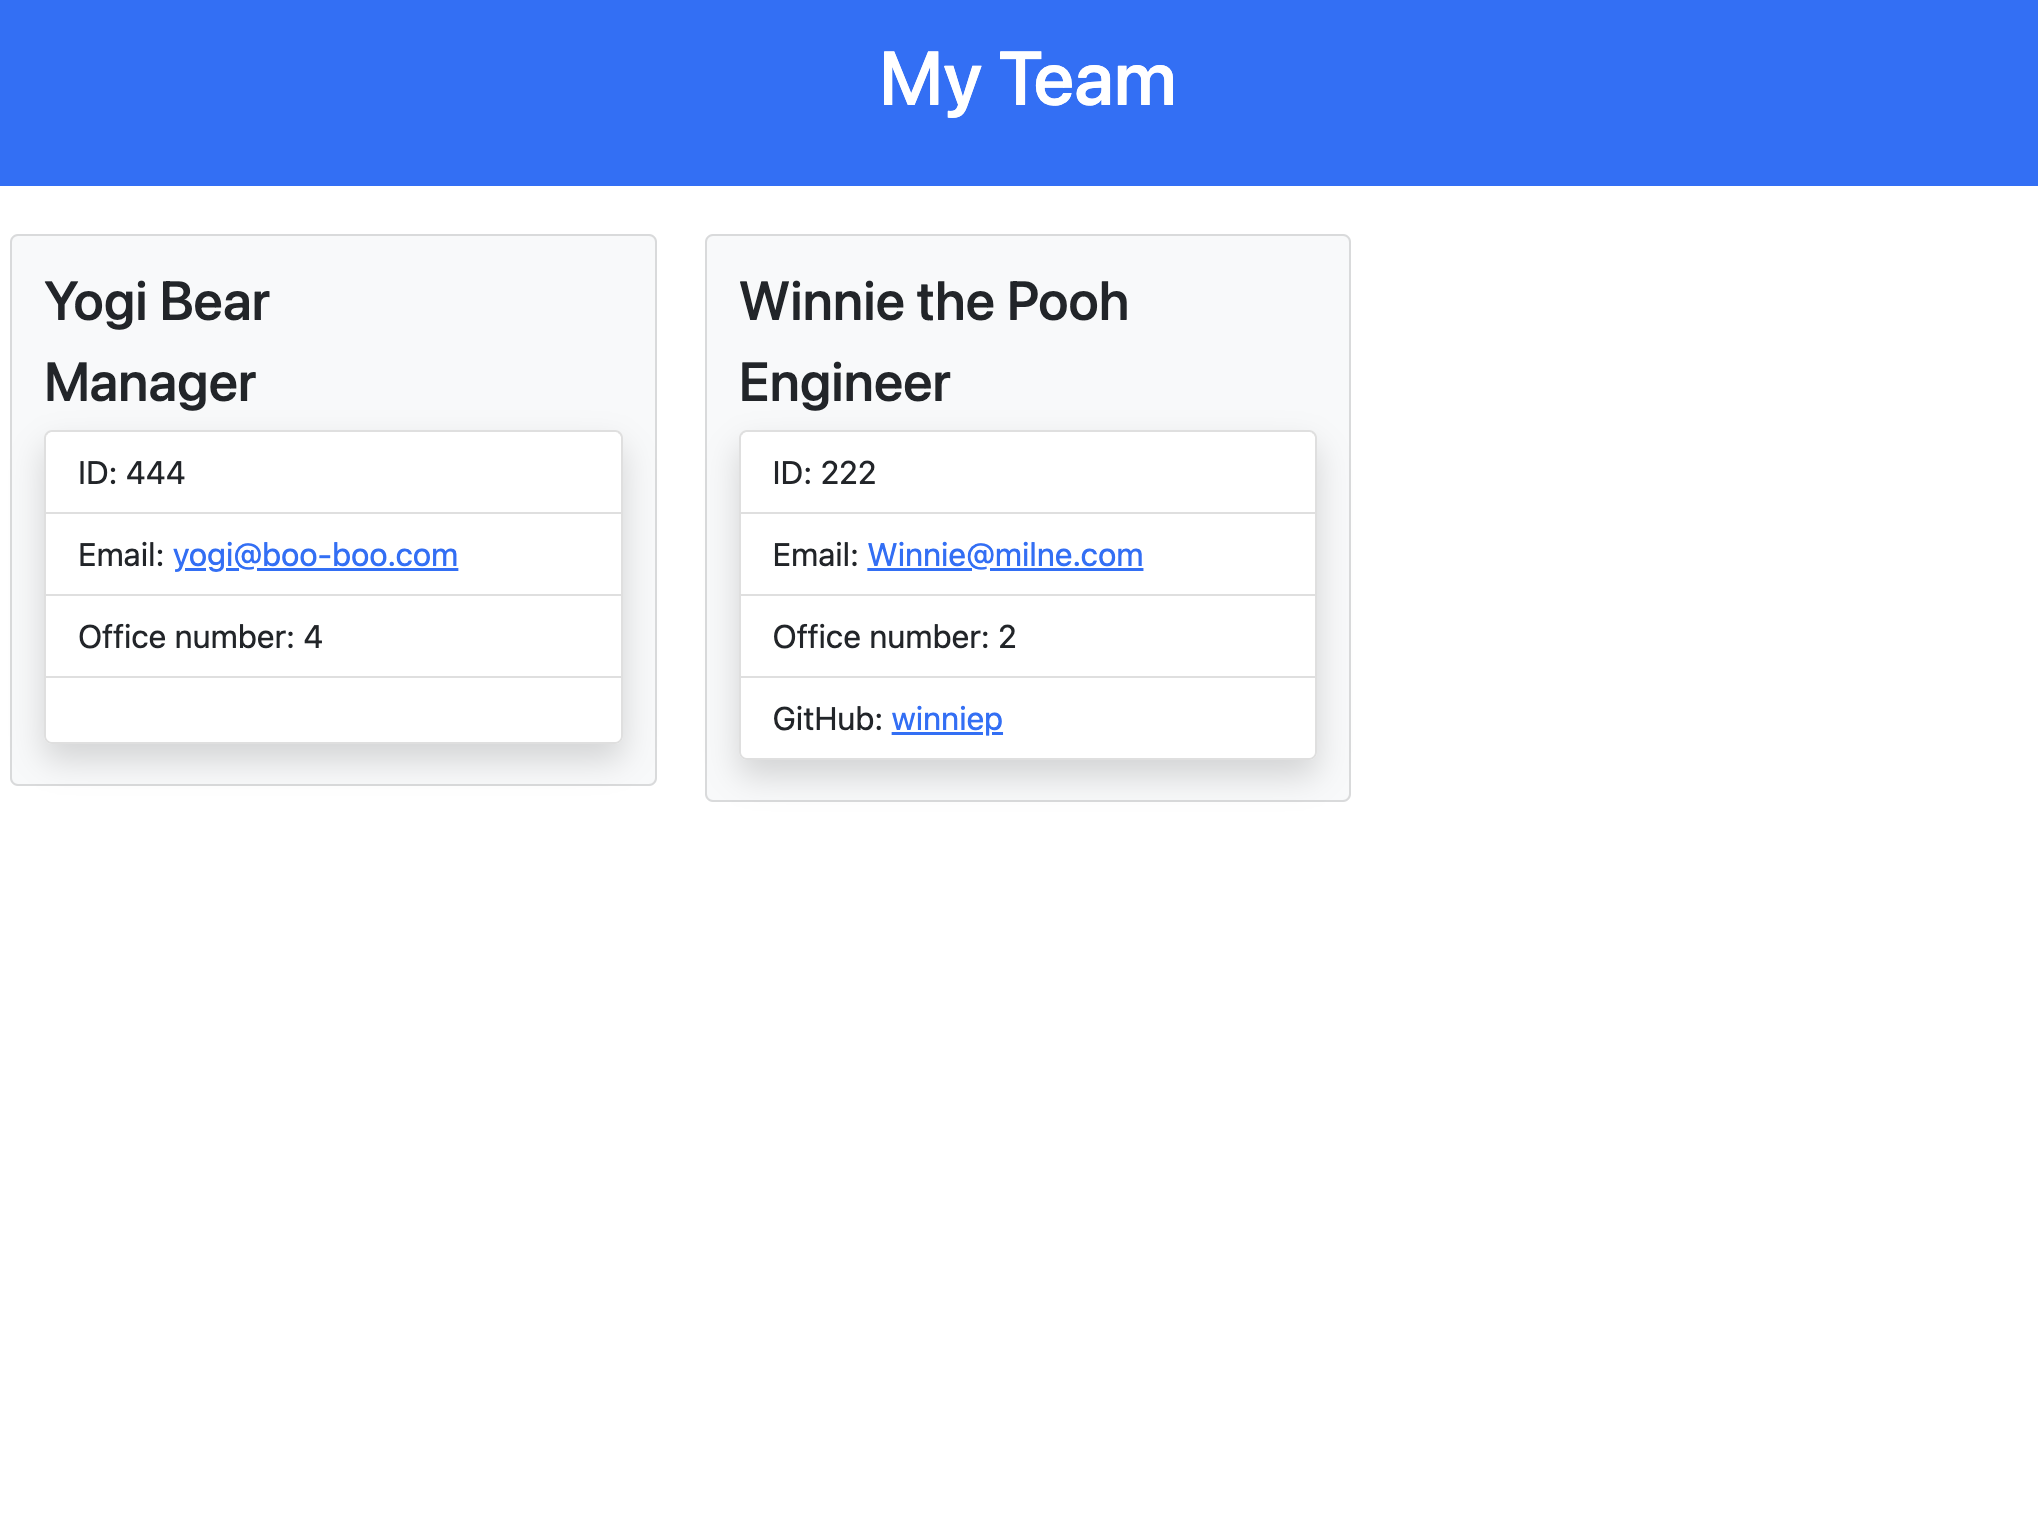 My Team
Yogi Bear
Manager
ID: 444
Email: yogi@boo-boo.com
Office number: 4
Winnie the Pooh
Engineer
ID: 222
Email: Winnie@milne.com
Office number: 2
GitHub: winniep